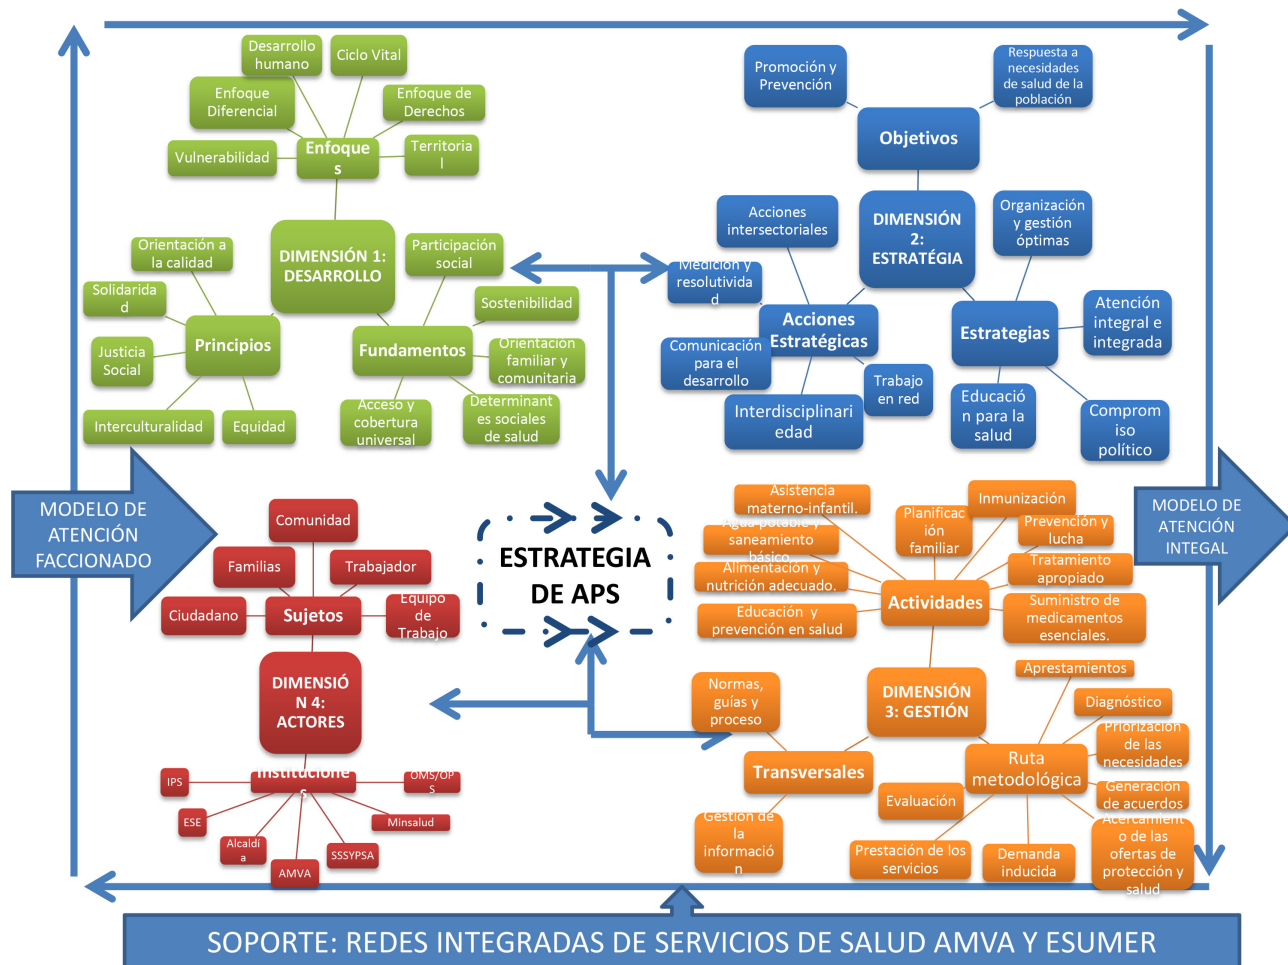 Desarrollo
humano
Ciclo Vital
Enfoque
Diferencial
Enfoque de
Derechos
Vulnerabilidad
Enfoque
s
Territoria
l
DIMENSIÓN 1:
DESARROLLO
Orientación a
la calidad
Participación
social
Solidarida
d
Sostenibilidad
Principios
Fundamentos
Justicia
Social
Orientación
familiar y
comunitaria
Interculturalidad
Equidad
Acceso y
cobertura
universal
Determinant
es sociales
de salud
Promoción y
Prevención
Respuesta a
necesidades
de salud de la
población
Objetivos
DIMENSIÓN
2:
ESTRATÉGIA
Acciones
intersectoriales
Organización
y gestión
óptimas
Medición y
resolutivida
d
Acciones
Estratégicas
Estrategias
Atención
integral e
integrada
Comunicación
para el
desarrollo
Trabajo
en red
Interdisciplinari
edad
Educació
n para la
salud
Comprom
iso
político
MODELO DE
ATENCIÓN
FACCIONADO
ESTRATEGIA
DE APS
MODELO DE
ATENCIÓN
INTEGAL
Comunidad
Familias
Trabajador
Ciudadano
Sujetos
Equipo
de
Trabajo
DIMENSIÓ
N 4:
ACTORES
Institucione
s
IPS
OMS/OP
S
ESE
Minsalud
Alcaldí
a
AMVA
SSSYPSA
Asistencia
materno-infantil.
Planificac
ión
familiar
Inmunización
Agua potable y
saneamiento
básico
Prevención y
lucha
Alimentación y
nutrición adecuado.
Tratamiento
apropiado
Actividades
Educación y
prevención en salud
Suministro de
medicamentos
esenciales.
DIMENSIÓN
3: GESTIÓN
Normas,
guías y
proceso
Aprestamientos
Diagnóstico
Transversales
Ruta
metodológica
Priorización
de las
necesidades
Evaluación
Generación
de acuerdos
Gestión de
la
informació
n
Prestación de los
servicios
Demanda
inducida
Acercamient
o de las
ofertas de
protección y
salud
SOPORTE: REDES INTEGRADAS DE SERVICIOS DE SALUD AMVA Y ESUMER